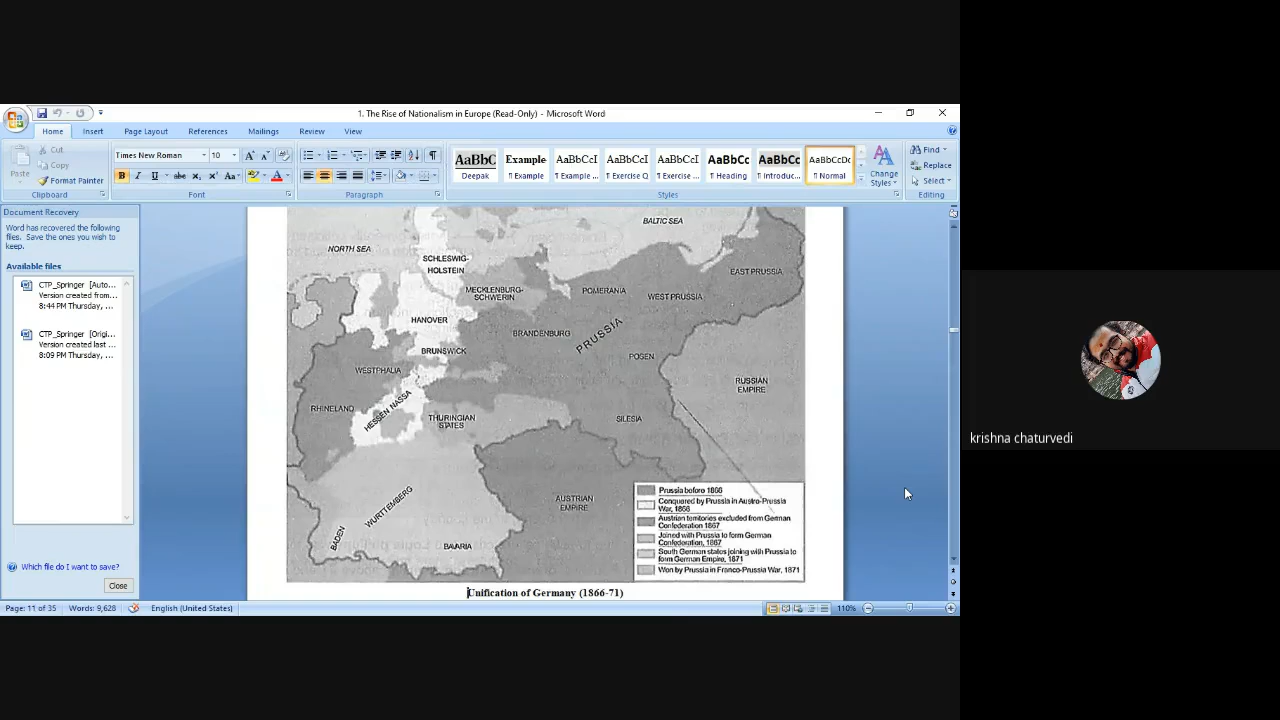 1. The Rise of Nationalism in Europe (Read-Only) - Microsoft Word
Home Insert Page Layout References Mailings Review View
Paste
Cut
Copy
Format Painter
Clipboard
Times New Roman 10
Font
Paragraph
AaBbC Example AaBbCcI AaBbCcI AaBbCcI AaBbCc AaBbCc AaBbCcDc
Deepak ¶ Example ¶ Example ... ¶ Exercise Q ¶ Exercise ... ¶ Heading ¶ Introduc... ¶ Normal
Change
Styles
Styles
Find
Replace
Select
Editing
Document Recovery
Word has recovered the following
files. Save the ones you wish to
keep.
Available files
CTP_Springer [Auto...
Version created from...
8:44 PM Thursday, ...
CTP_Springer [Origi...
Version created last ...
8:09 PM Thursday, ...
Which file do I want to save?
Close
BALTIC SEA
NORTH SEA
SCHLESWIG-
HOLSTEIN
EAST PRUSSIA
MECKLENBURG-
SCHWERIN
POMERANIA
WEST PRUSSIA
HANOVER
BRANDENBURG
PRUSSIA
BRUNSWICK
POSEN
WESTPHALIA
RUSSIAN
EMPIRE
HESSEN NASSA
RHINELAND
THURINGIAN
STATES
SILESIA
AUSTRIAN
EMPIRE
WURTTEMBERG
BADEN
BAVARIA
Prussia before 1866
Conquered by Prussia in Austro-Prussia
War, 1866
Austrian territories excluded from German
Confederation 1867
Joined with Prussia to form German
Confederation, 1867
South German states joining with Prussia to
form German Empire, 1871
Won by Prussia in Franco-Prussia War, 1871
Unification of Germany (1866-71)
Page: 11 of 35 Words: 9,628 English (United States) 110%
krishna chaturvedi